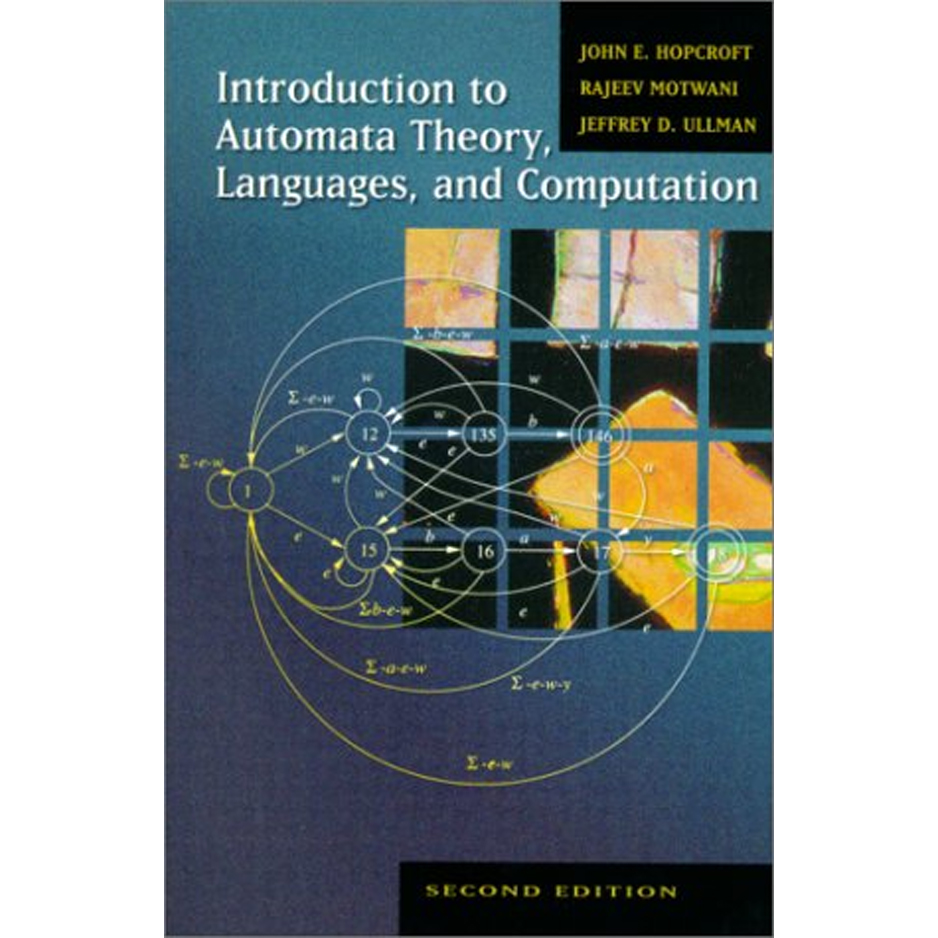 JOHN E. HOPCROFT
RAJEEV MOTWANI
JEFFREY D. ULLMAN
Introduction to
Automata Theory,
Languages, and Computation
Σ -b-e-w
Σ -a-e-w
w
w
Σ -e-w
w
b
12
e
135
e
146
w
a
Σ -e-w
1
w
w
w
e
w
e
b
a
y
15
16
17
18
e
e
e
e
Σb-e-w
Σ -a-e-w
Σ -e-w-y
Σ -e-w
SECOND EDITION